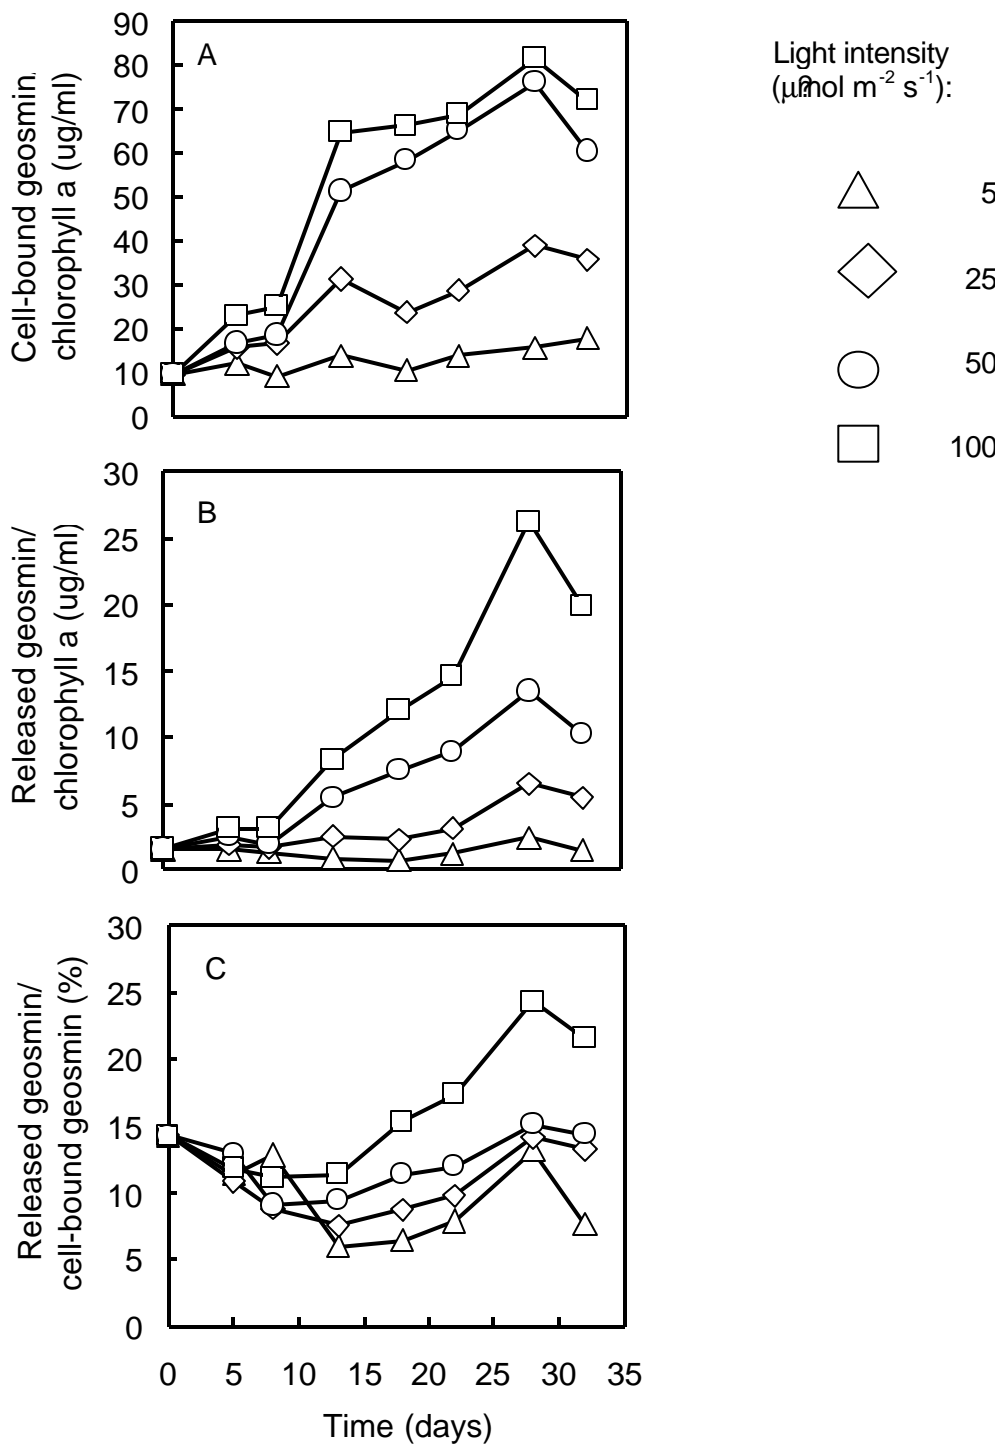 90
80
70
60
50
40
30
20
10
0
A
Cell-bound geosmin
chlorophyll a (ug/ml)
Light intensity
mol m-2 s-1):
5
25
50
100
30
25
20
15
10
5
0
B
Released geosmin/
chlorophyll a (ug/ml)
30
25
20
15
10
5
0
C
Released geosmin/
cell-bound geosmin (%)
0 5 10 15 20 25 30 35
Time (days)